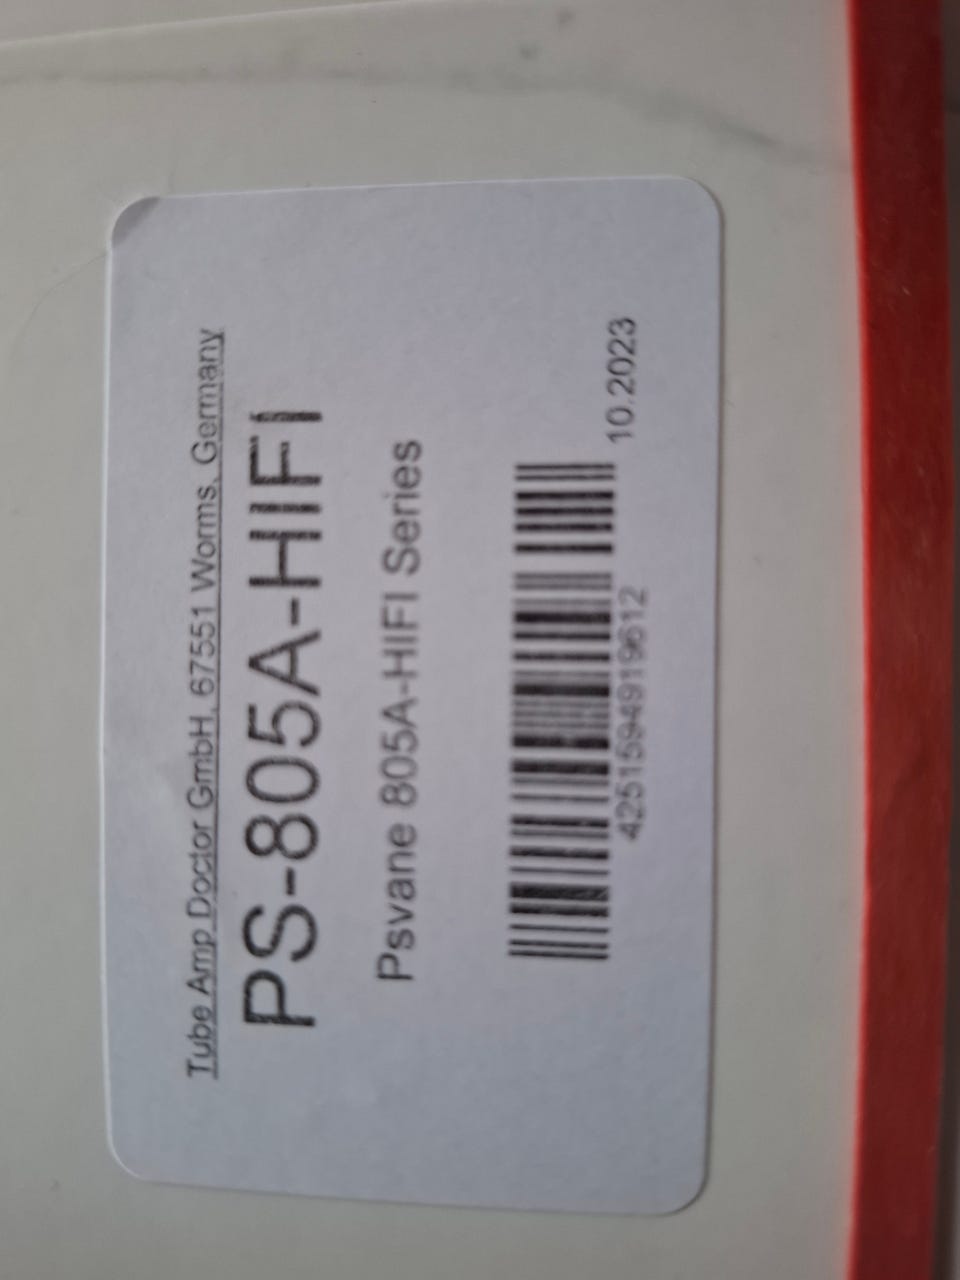 Tube Amp Doctor GmbH, 67551 Worms, Germany
PS-805A-HIFI
Psvane 805A-HIFI Series
4251594919612
10.2023